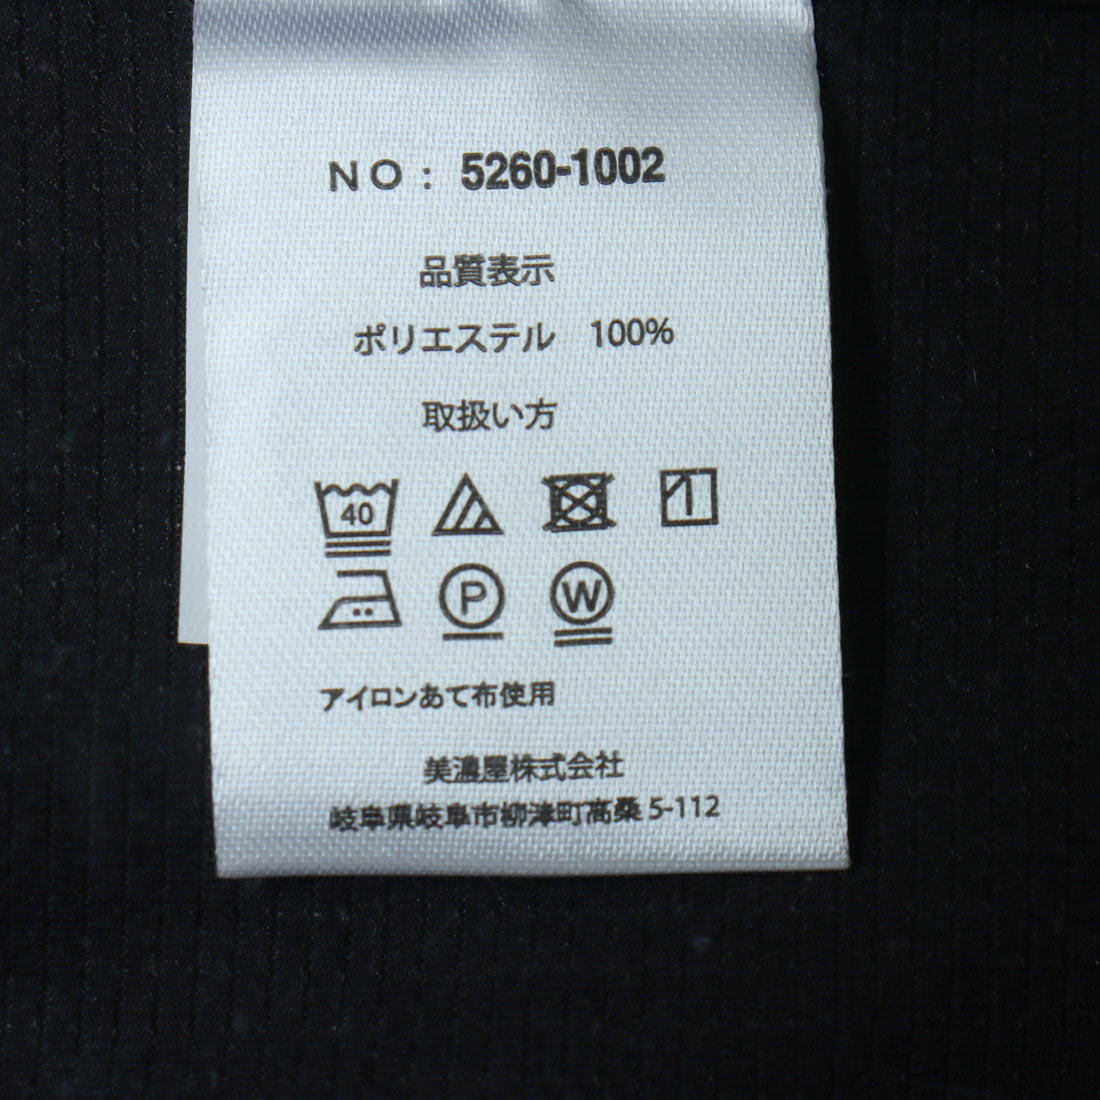 NO: 5260-1002
品質表示
ポリエステル 100%
取扱い方
40
P W
アイロンあて布使用
美濃屋株式会社
岐阜県岐阜市柳津町高桑 5-112